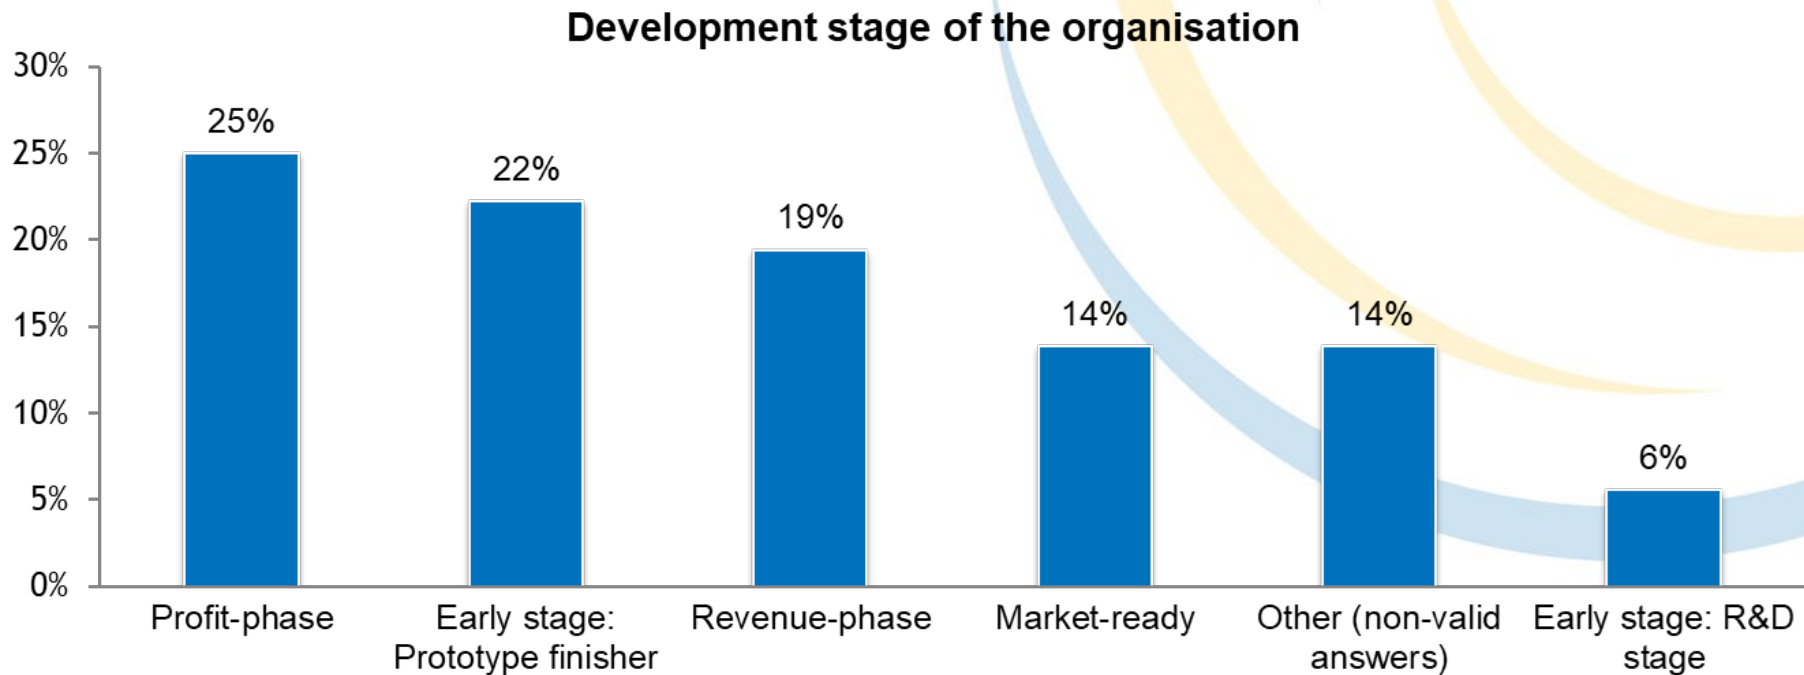 Development stage of the organisation
30%
25%
20%
15%
10%
5%
0%
25%
22%
19%
14%
14%
6%
Profit-phase
Early stage:
Prototype finisher
Revenue-phase
Market-ready
Other (non-valid
answers)
Early stage: R&D
stage